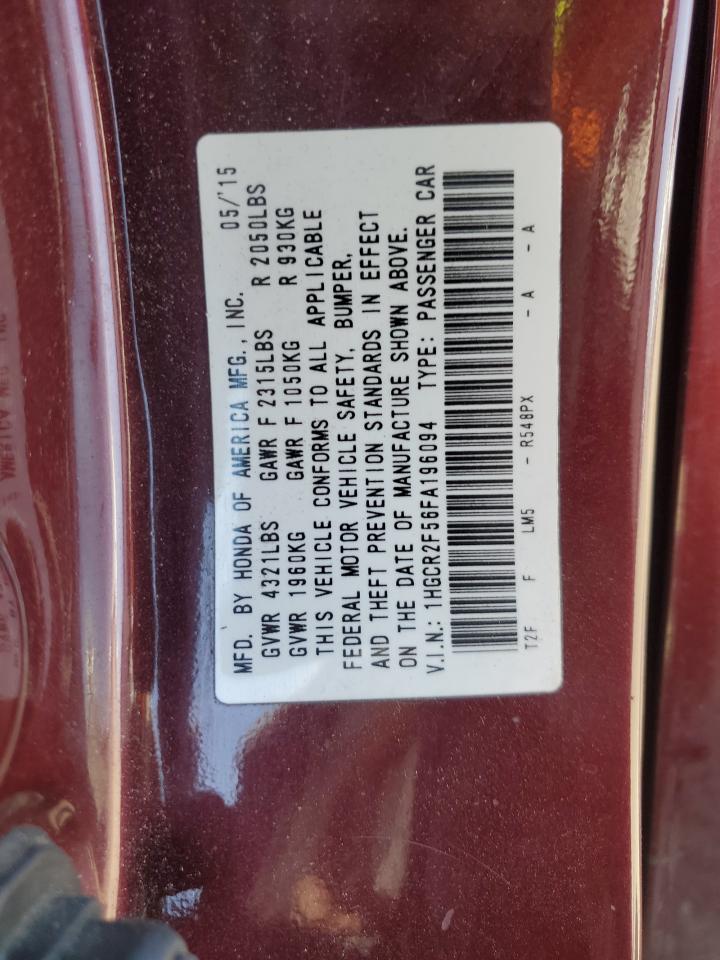 MFD. BY HONDA OF AMERICA MFG., INC. 05/'15
GVWR 4321LBS GAWR F 2315LBS R 2050LBS
GVWR 1960KG GAWR F 1050KG R 930KG
THIS VEHICLE CONFORMS TO ALL APPLICABLE
FEDERAL MOTOR VEHICLE SAFETY, BUMPER,
AND THEFT PREVENTION STANDARDS IN EFFECT
ON THE DATE OF MANUFACTURE SHOWN ABOVE.
V.I.N.: 1HGCR2F56FA196094 TYPE: PASSENGER CAR
T2F F LM5 - R548PX - A - A